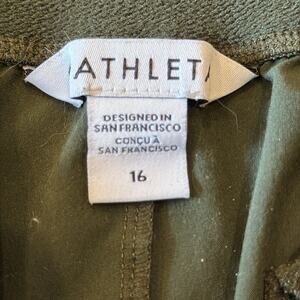 ATHLETA
DESIGNED IN
SAN FRANCISCO
CONÇU À
SAN FRANCISCO
16